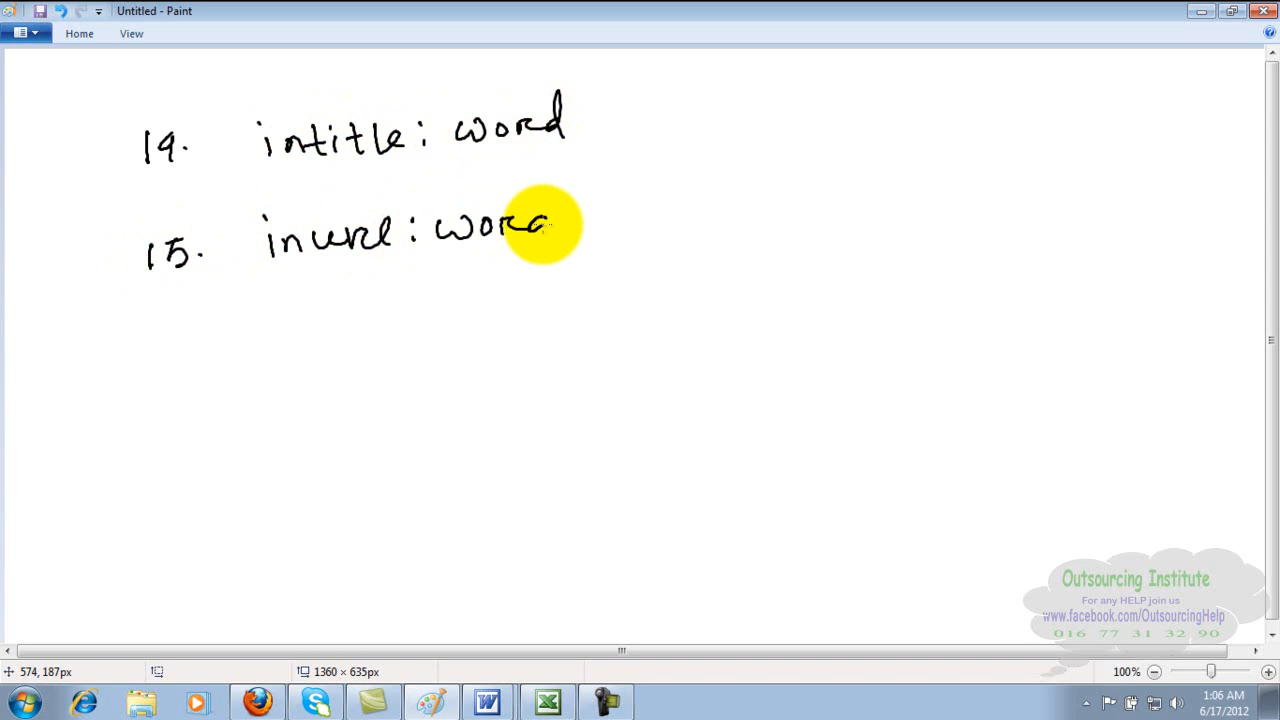 Untitled - Paint
Home View
14. intitle: word
15. inurl: word
Outsourcing Institute
For any HELP join us
www.facebook.com/OutsourcingHelp
016 77 31 32 90
574, 187px 1360 × 635px 100%
1:06 AM
6/17/2012